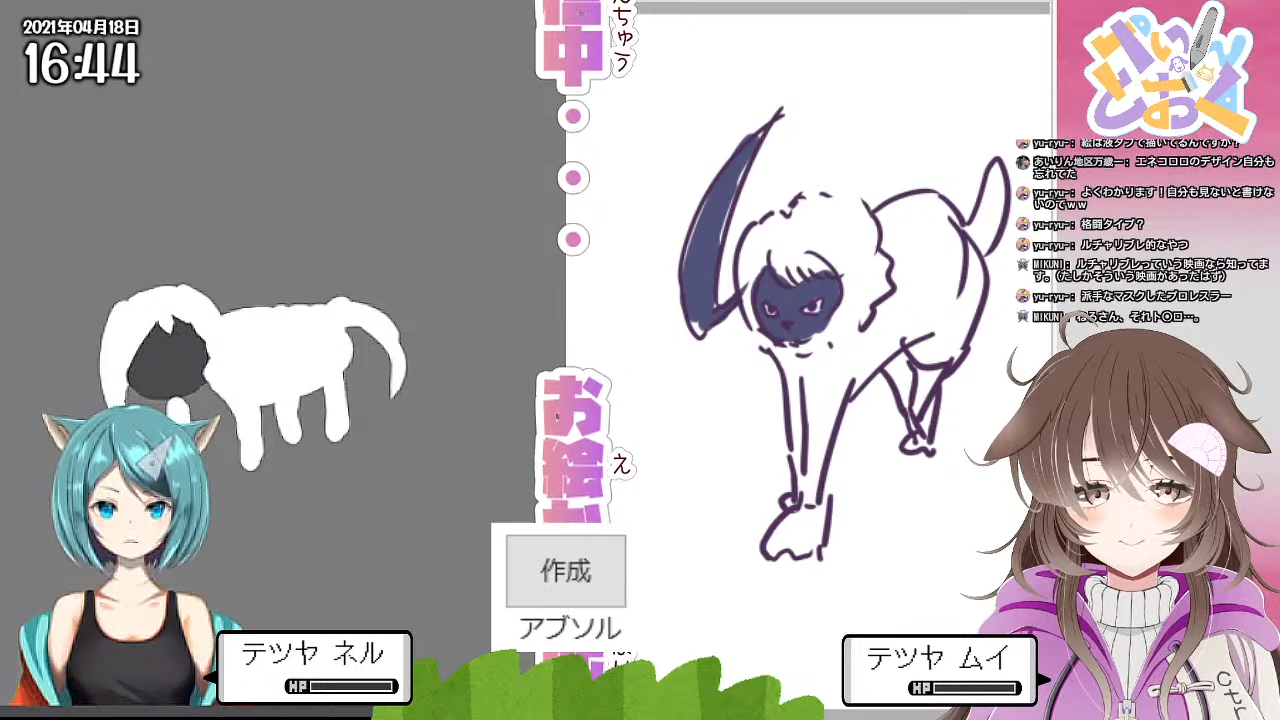 2021年04月18日
16:44
中
ちゅう
お絵
え
作成
アブソル
テツヤ ネル
HP
テツヤ ムイ
HP
yu-ryu-: 絵は液タブで描いてるんですか?
あいりん地区万歳一: エネコロロのデザイン自分も
忘れてた
yu-ryu-: よくわかります!自分も見ないと書けな
いのでww
yu-ryu-: 格闘タイプ?
yu-ryu-: ルチャリブレ的なやつ
MIKUNI: ルチャリブレっていう映画なら知ってま
す。(たしかそういう映画があったはず)
yu-ryu-: 派手なマスクしたプロレスラー
MIKUNI: ねるさん、それト〇ロ…。